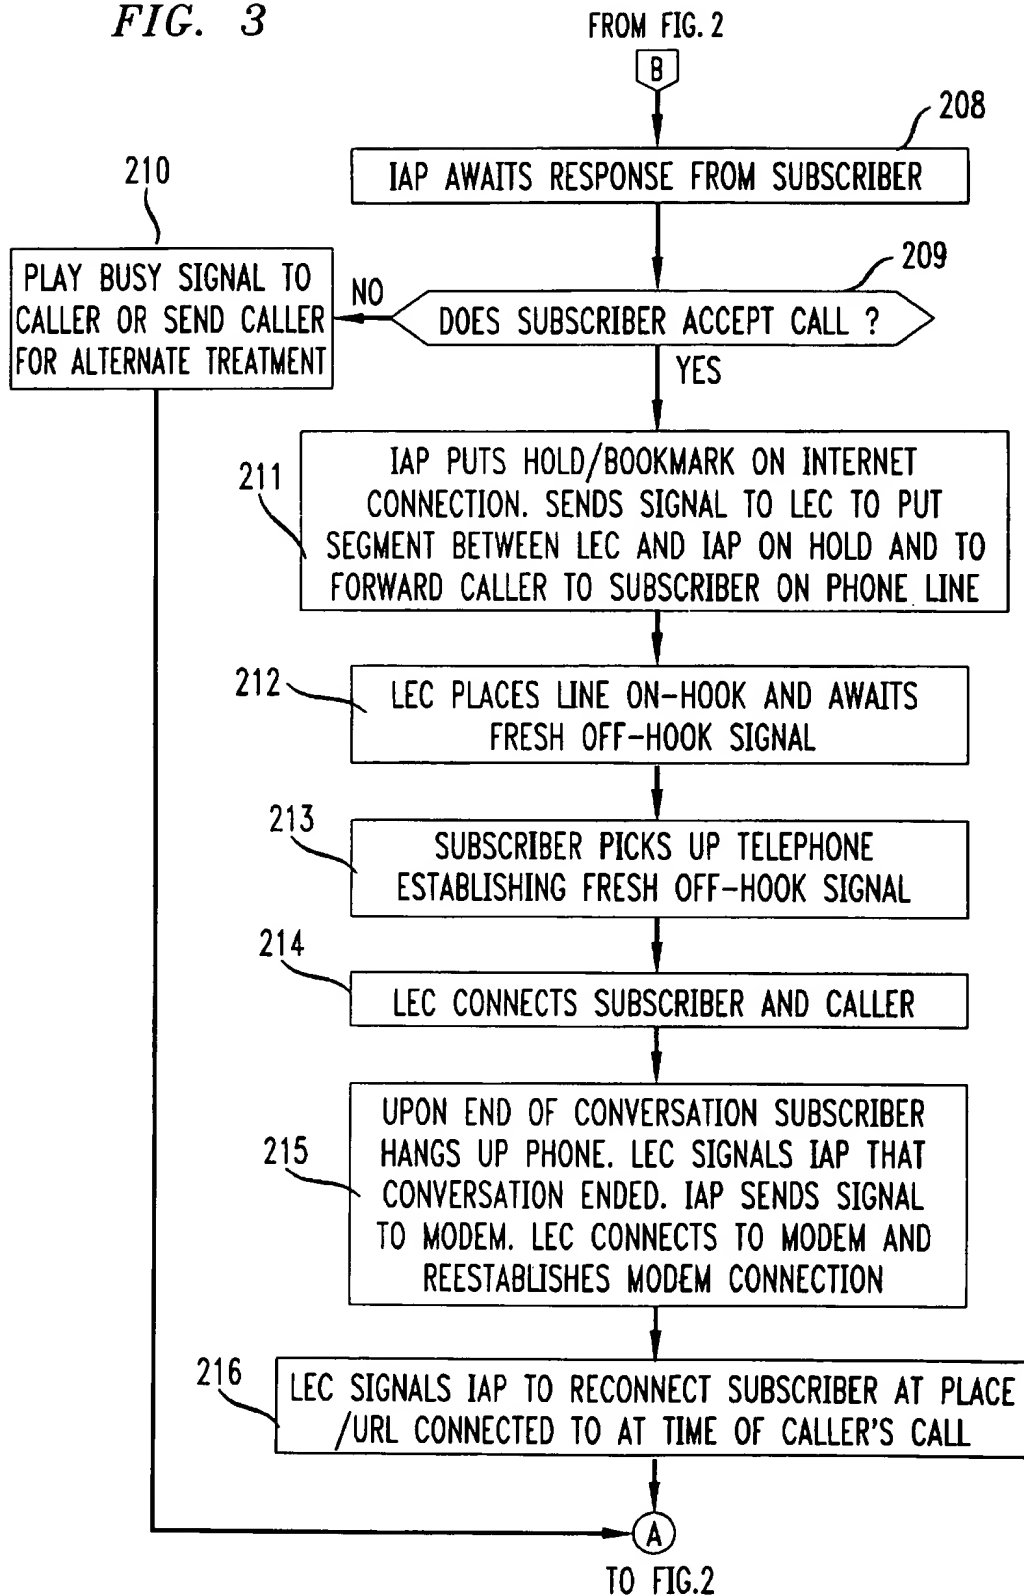 FIG. 3
FROM FIG. 2
B
208
IAP AWAITS RESPONSE FROM SUBSCRIBER
209
DOES SUBSCRIBER ACCEPT CALL ?
NO
210
PLAY BUSY SIGNAL TO
CALLER OR SEND CALLER
FOR ALTERNATE TREATMENT
YES
211
IAP PUTS HOLD/BOOKMARK ON INTERNET
CONNECTION. SENDS SIGNAL TO LEC TO PUT
SEGMENT BETWEEN LEC AND IAP ON HOLD AND TO
FORWARD CALLER TO SUBSCRIBER ON PHONE LINE
212
LEC PLACES LINE ON-HOOK AND AWAITS
FRESH OFF-HOOK SIGNAL
213
SUBSCRIBER PICKS UP TELEPHONE
ESTABLISHING FRESH OFF-HOOK SIGNAL
214
LEC CONNECTS SUBSCRIBER AND CALLER
215
UPON END OF CONVERSATION SUBSCRIBER
HANGS UP PHONE. LEC SIGNALS IAP THAT
CONVERSATION ENDED. IAP SENDS SIGNAL
TO MODEM. LEC CONNECTS TO MODEM AND
REESTABLISHES MODEM CONNECTION
216
LEC SIGNALS IAP TO RECONNECT SUBSCRIBER AT PLACE
/URL CONNECTED TO AT TIME OF CALLER'S CALL
A
TO FIG.2